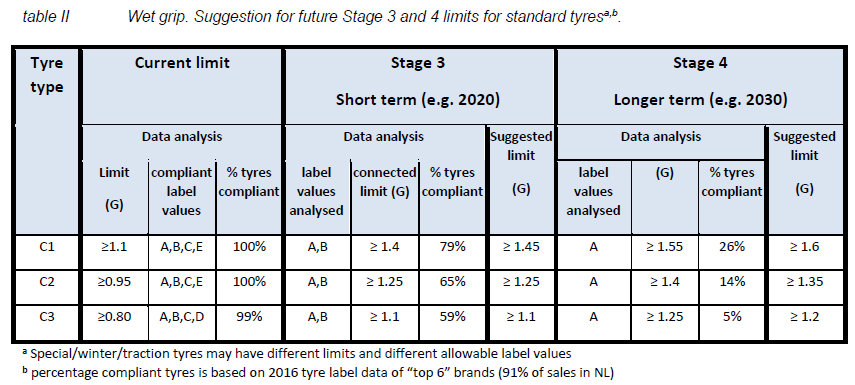 table II Wet grip. Suggestion for future Stage 3 and 4 limits for standard tyresa,b.
Tyre type Current limit Stage 3 Stage 4
Short term (e.g. 2020) Longer term (e.g. 2030)
Data analysis Data analysis Suggested limit (G) Data analysis Suggested limit (G)
Limit (G) compliant label values % tyres compliant label values analysed connected limit (G) % tyres compliant label values analysed (G) % tyres compliant
C1 ≥1.1 A,B,C,E 100% A,B ≥ 1.4 79% ≥ 1.45 A ≥ 1.55 26% ≥ 1.6
C2 ≥0.95 A,B,C,E 100% A,B ≥ 1.25 65% ≥ 1.25 A ≥ 1.4 14% ≥ 1.35
C3 ≥0.80 A,B,C,D 99% A,B ≥ 1.1 59% ≥ 1.1 A ≥ 1.25 5% ≥ 1.2
a Special/winter/traction tyres may have different limits and different allowable label values
b percentage compliant tyres is based on 2016 tyre label data of “top 6” brands (91% of sales in NL)